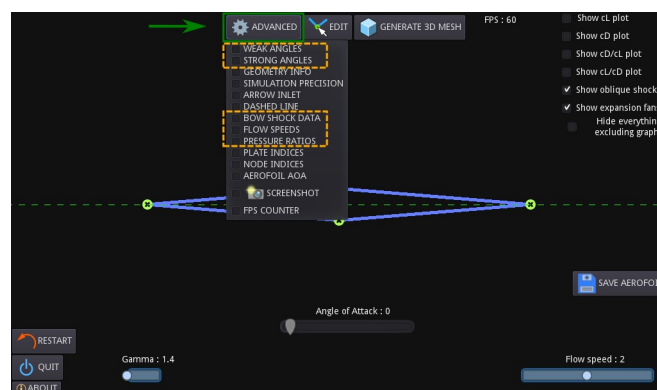 ADVANCED
EDIT
GENERATE 3D MESH
FPS : 60
Show cL plot
Show cD plot
Show cD/cL plot
Show cL/cD plot
Show oblique shock
Show expansion fans
Hide everythin
excluding graph
WEAK ANGLES
STRONG ANGLES
GEOMETRY INFO
SIMULATION PRECISION
ARROW INLET
DASHED LINE
BOW SHOCK DATA
FLOW SPEEDS
PRESSURE RATIOS
PLATE INDICES
NODE INDICES
AEROFOIL AOA
SCREENSHOT
FPS COUNTER
SAVE AEROFOI
Angle of Attack : 0
RESTART
QUIT
ABOUT
Gamma : 1.4
Flow speed : 2